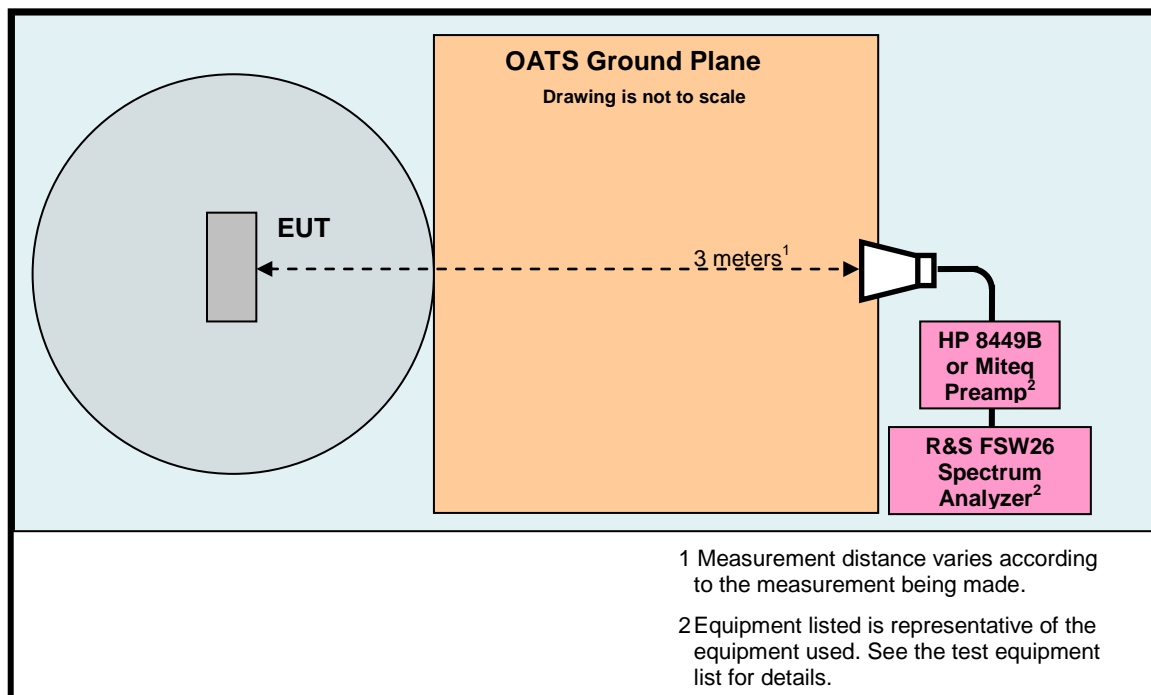 OATS Ground Plane
Drawing is not to scale
EUT
3 meters1
HP 8449B
or Miteq
Preamp2
R&S FSW26
Spectrum
Analyzer2
1 Measurement distance varies according
to the measurement being made.
2 Equipment listed is representative of the
equipment used. See the test equipment
list for details.